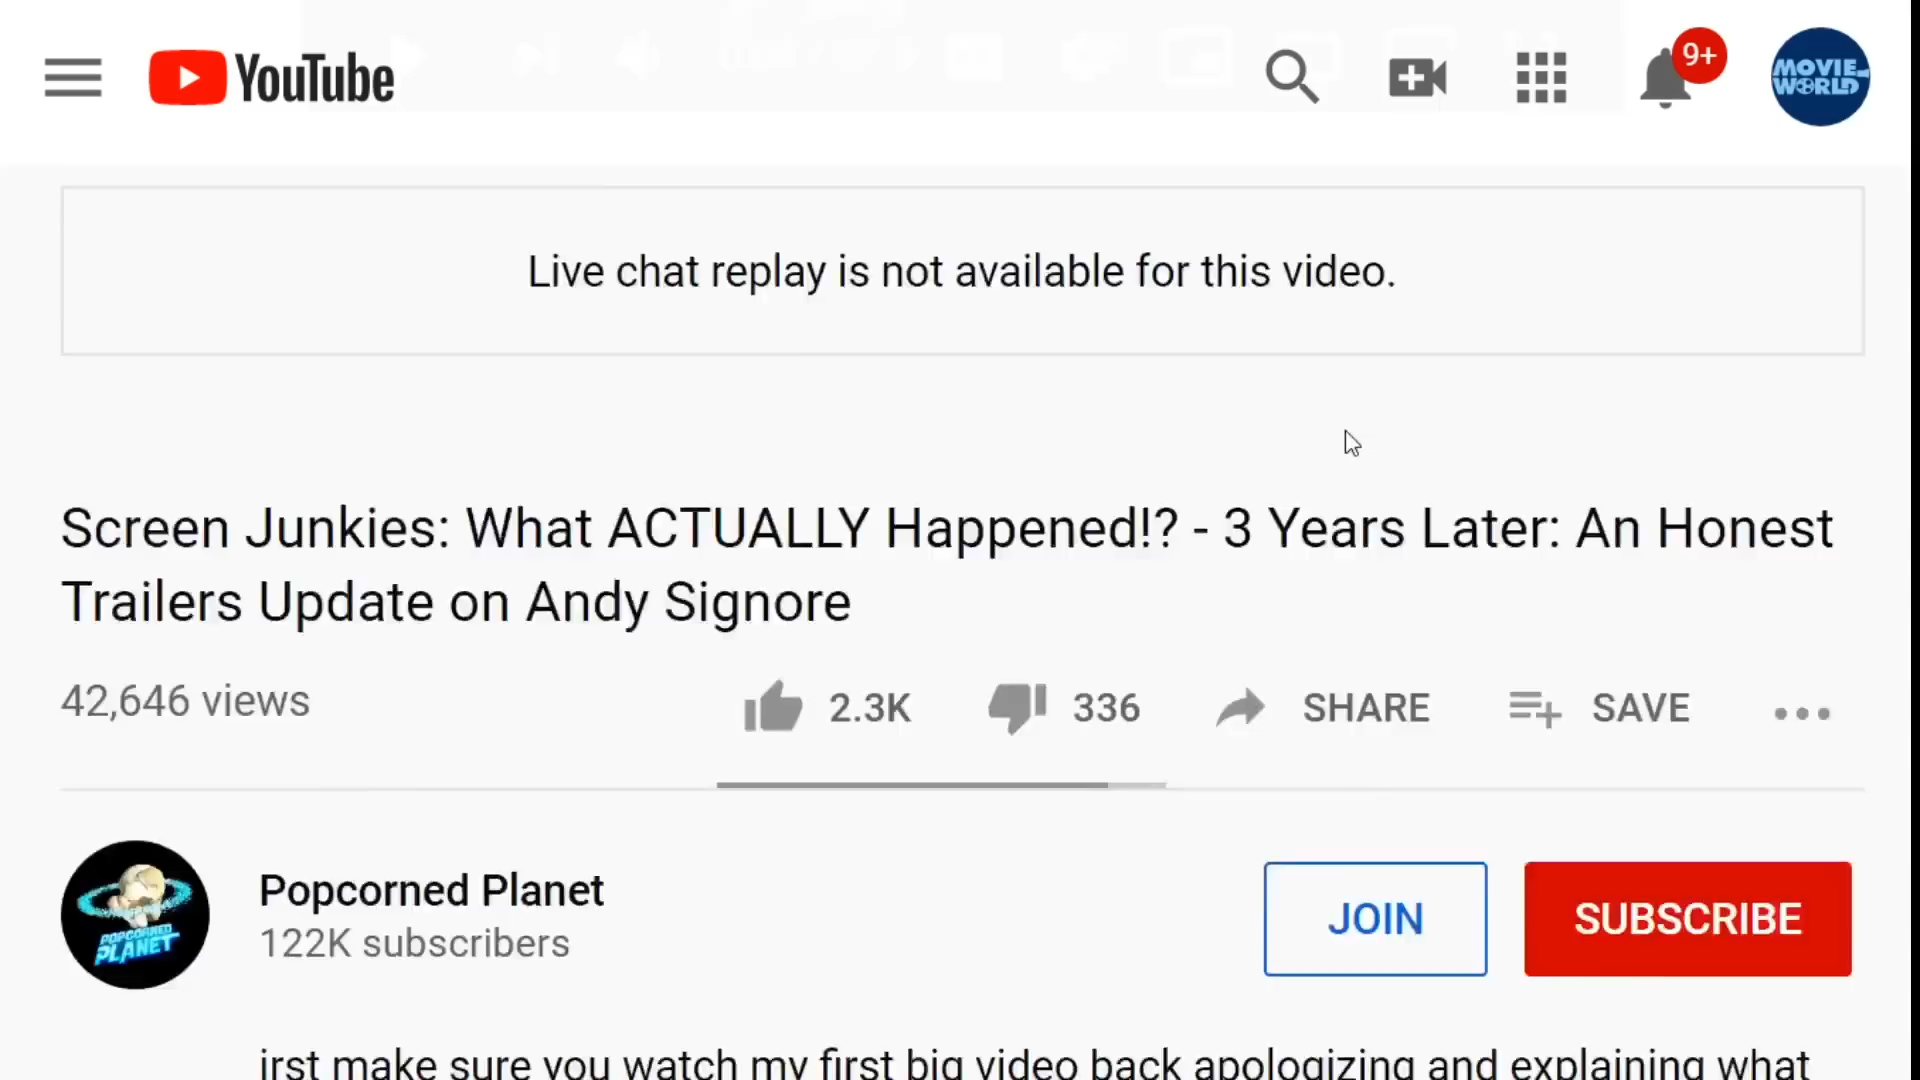 YouTube
9+
MOVIE
WORLD
Live chat replay is not available for this video.
Screen Junkies: What ACTUALLY Happened!? - 3 Years Later: An Honest
Trailers Update on Andy Signore
42,646 views
2.3K
336
SHARE
SAVE
POPCORNED
PLANET
Popcorned Planet
122K subscribers
JOIN
SUBSCRIBE
irst make sure you watch my first big video back apologizing and explaining what